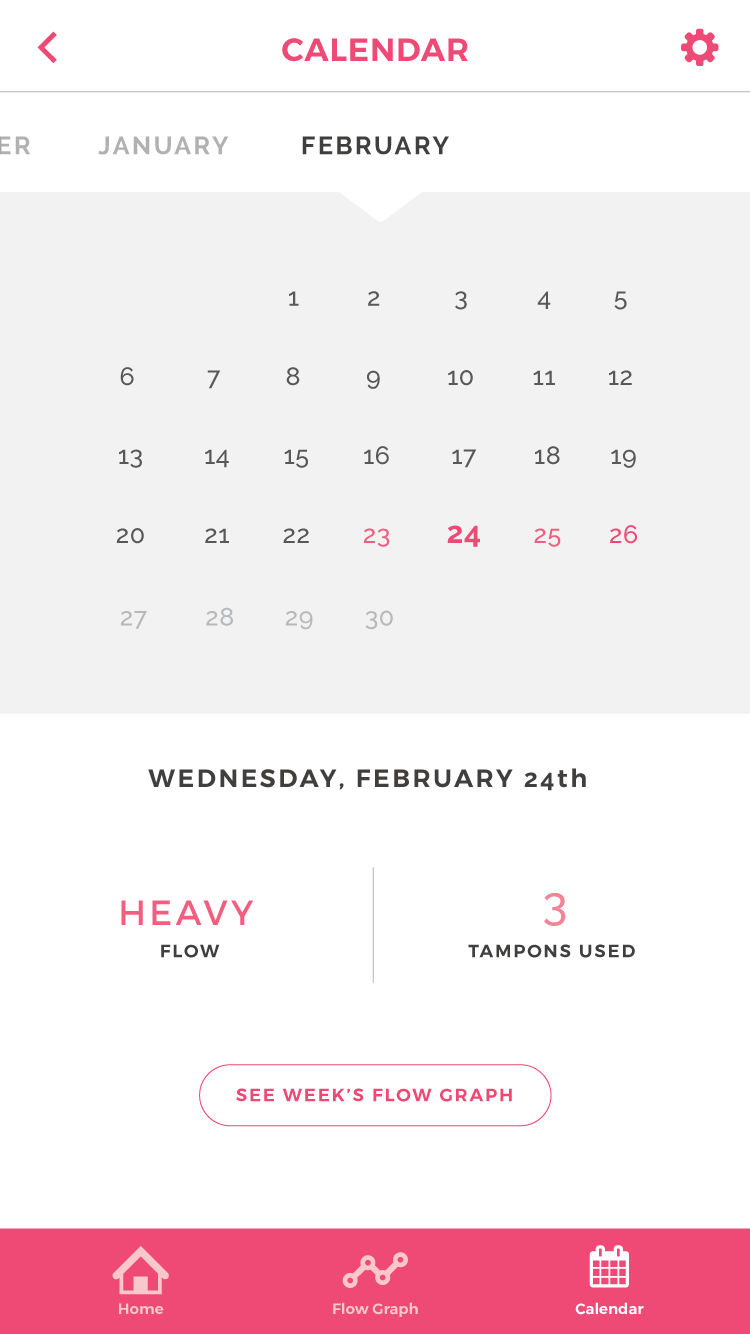 CALENDAR
ER JANUARY FEBRUARY
1 2 3 4 5
6 7 8 9 10 11 12
13 14 15 16 17 18 19
20 21 22 23 24 25 26
27 28 29 30
WEDNESDAY, FEBRUARY 24th
HEAVY
FLOW
3
TAMPONS USED
SEE WEEK'S FLOW GRAPH
Home Flow Graph Calendar